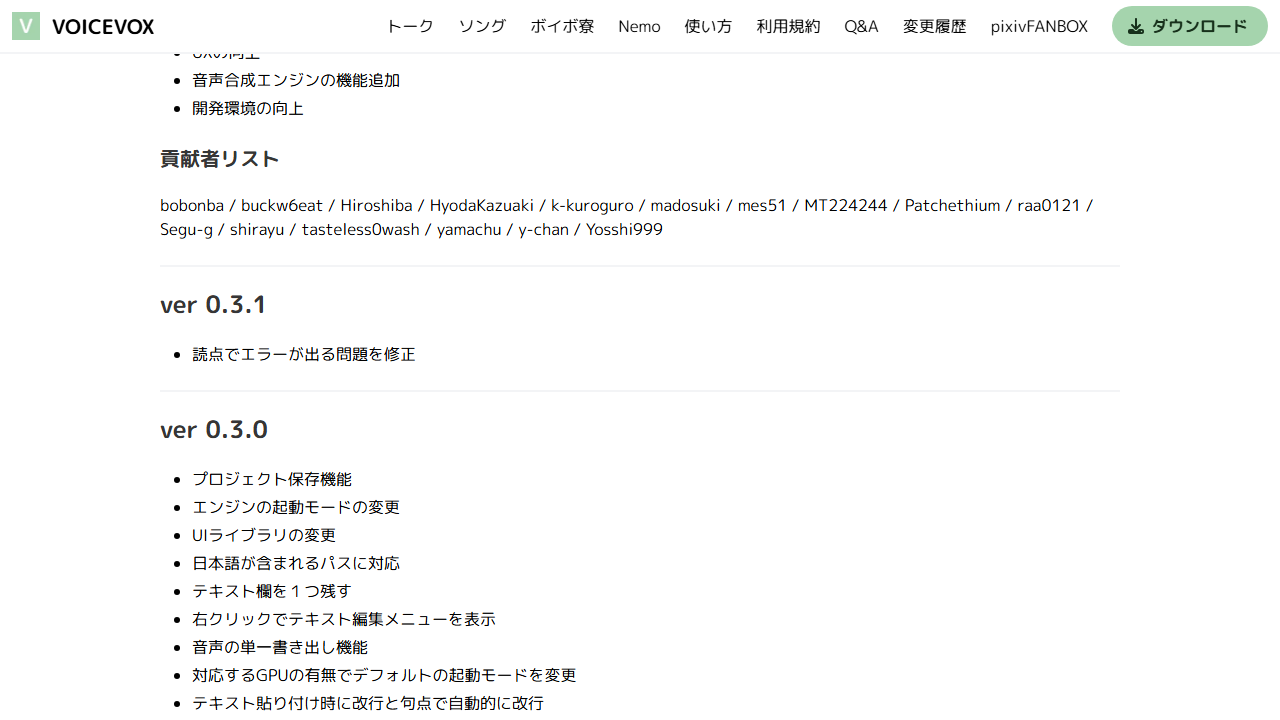 V VOICEVOX トーク ソング ボイボ寮 Nemo 使い方 利用規約 Q&A 変更履歴 pixivFANBOX ダウンロード
UXの向上
音声合成エンジンの機能追加
開発環境の向上
貢献者リスト
bobonba / buckw6eat / Hiroshiba / HyodaKazuaki / k-kuroguro / madosuki / mes51 / MT224244 / Patchethium / raa0121 /
Segu-g / shirayu / tasteless0wash / yamachu / y-chan / Yosshi999
ver 0.3.1
読点でエラーが出る問題を修正
ver 0.3.0
プロジェクト保存機能
エンジンの起動モードの変更
UIライブラリの変更
日本語が含まれるパスに対応
テキスト欄を１つ残す
右クリックでテキスト編集メニューを表示
音声の単一書き出し機能
対応するGPUの有無でデフォルトの起動モードを変更
テキスト貼り付け時に改行と句点で自動的に改行